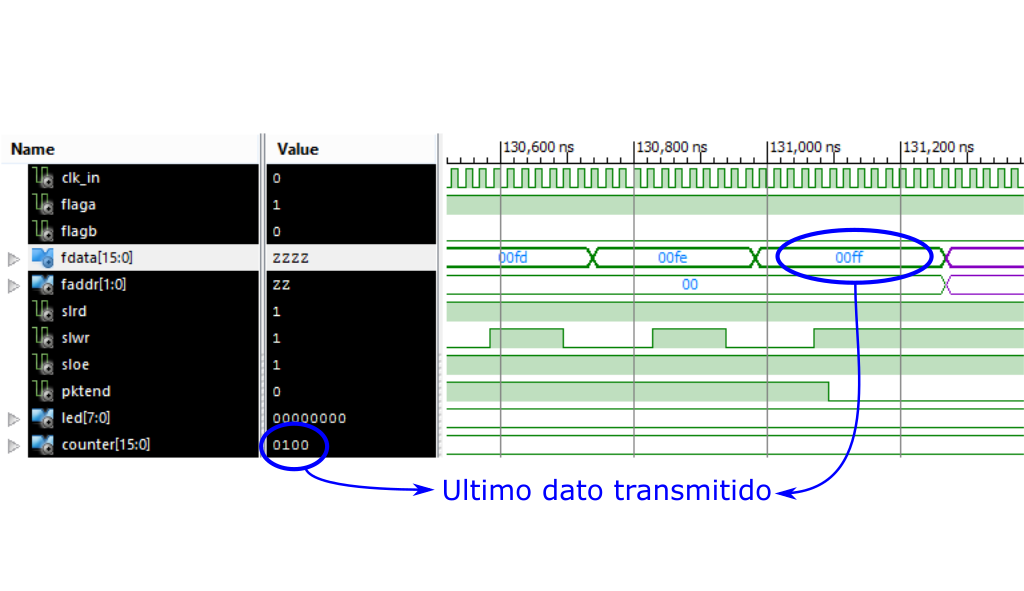 Name Value 130,600 ns 130,800 ns 131,000 ns 131,200 ns
clk_in 0
flaga 1
flagb 0
fdata[15:0] ZZZZ 00fd 00fe 00ff
faddr[1:0] ZZ 00
slrd 1
slwr 1
sloe 1
pktend 0
led[7:0] 00000000
counter[15:0] 0100
Ultimo dato transmitido